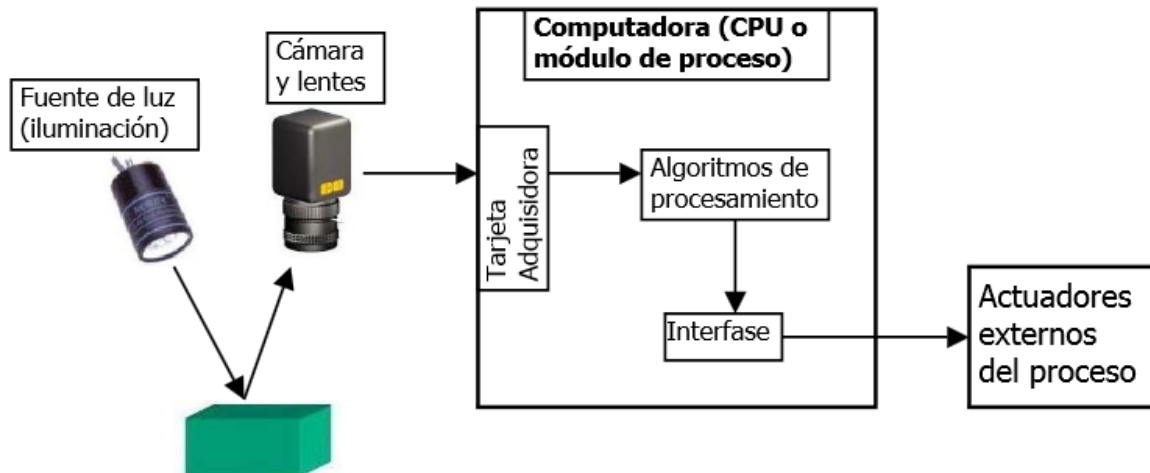 Fuente de luz
(iluminación)
Cámara
y lentes
Computadora (CPU o
módulo de proceso)
Tarjeta
Adquisidora
Algoritmos de
procesamiento
Interfase
Actuadores
externos
del proceso